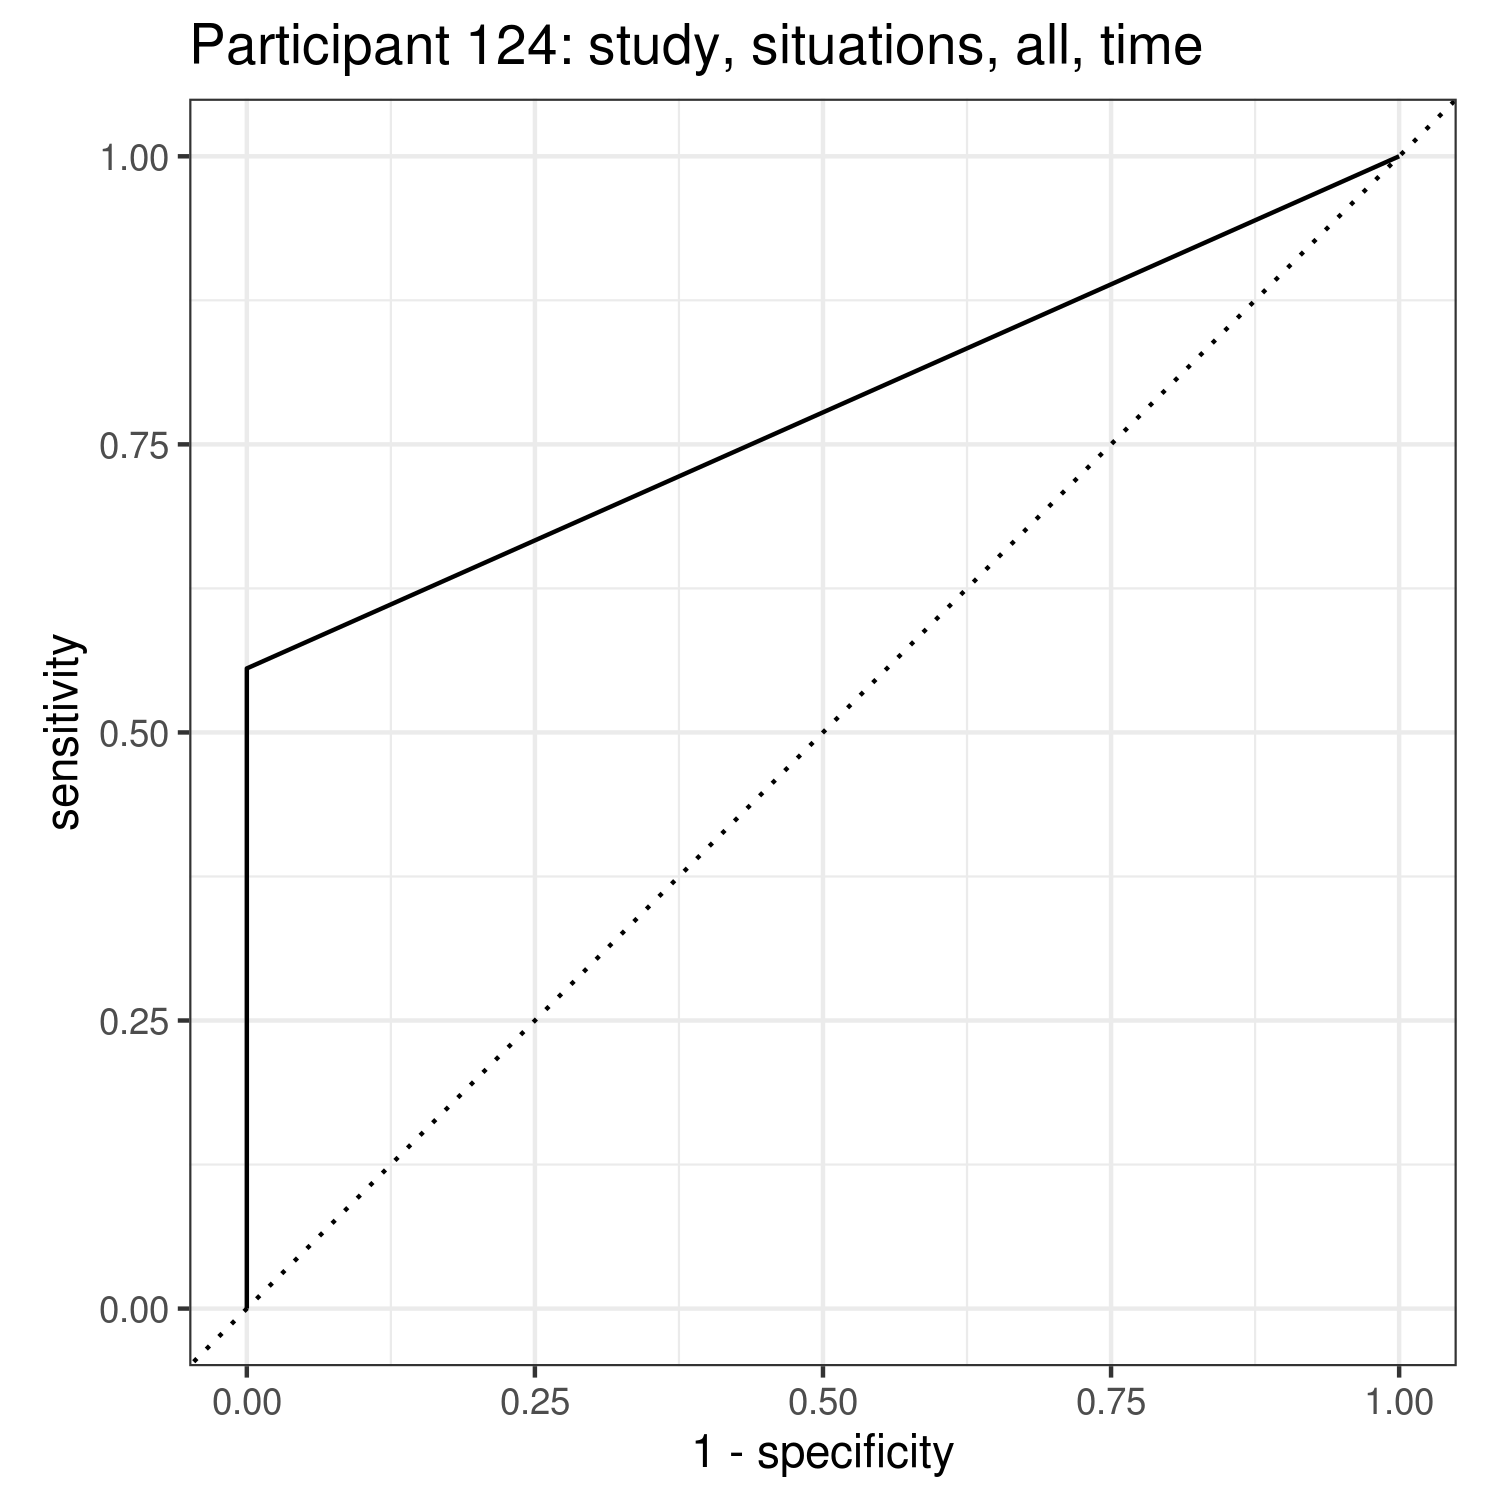 Participant 124: study, situations, all, time
1.00
0.75
0.50
0.25
0.00
sensitivity
0.00 0.25 0.50 0.75 1.00
1 - specificity